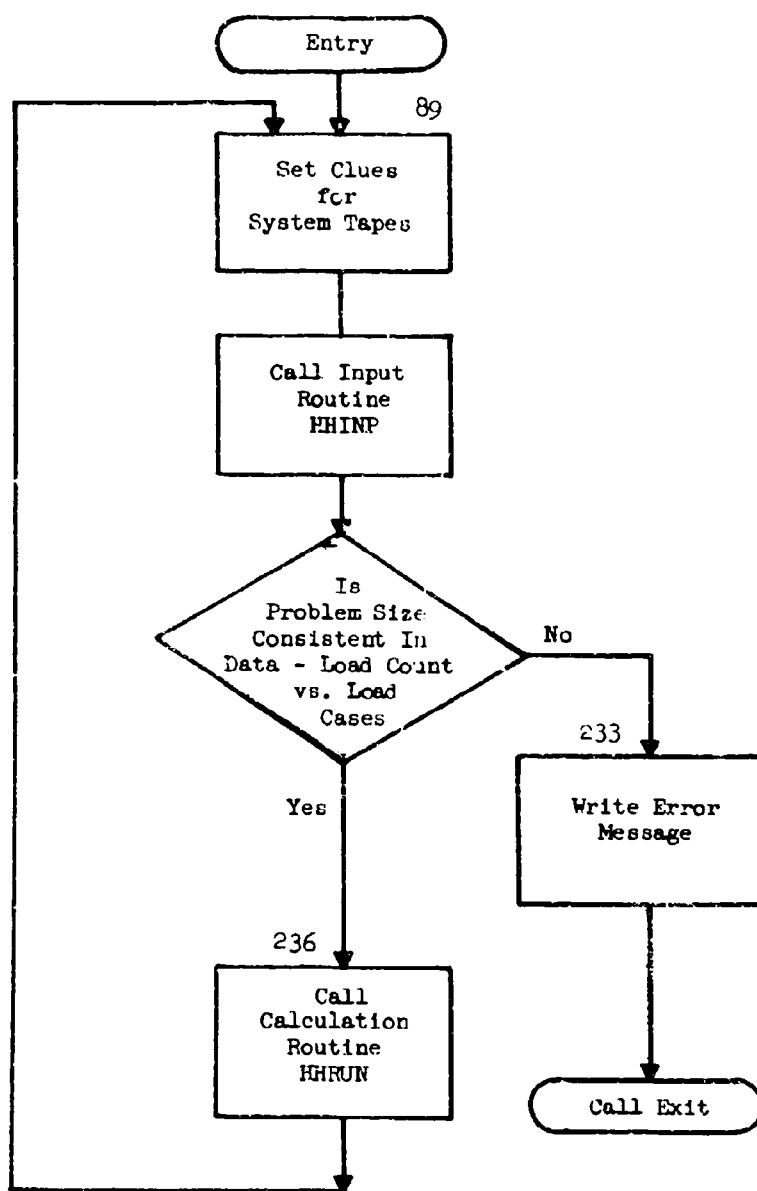 Entry
89
Set Clues
for
System Tapes
Call Input
Routine
HHINP
Is
Problem Size
Consistent In
Data - Load Count
vs. Load
Cases
No
233
Write Error
Message
Yes
236
Call
Calculation
Routine
HHRUN
Call Exit